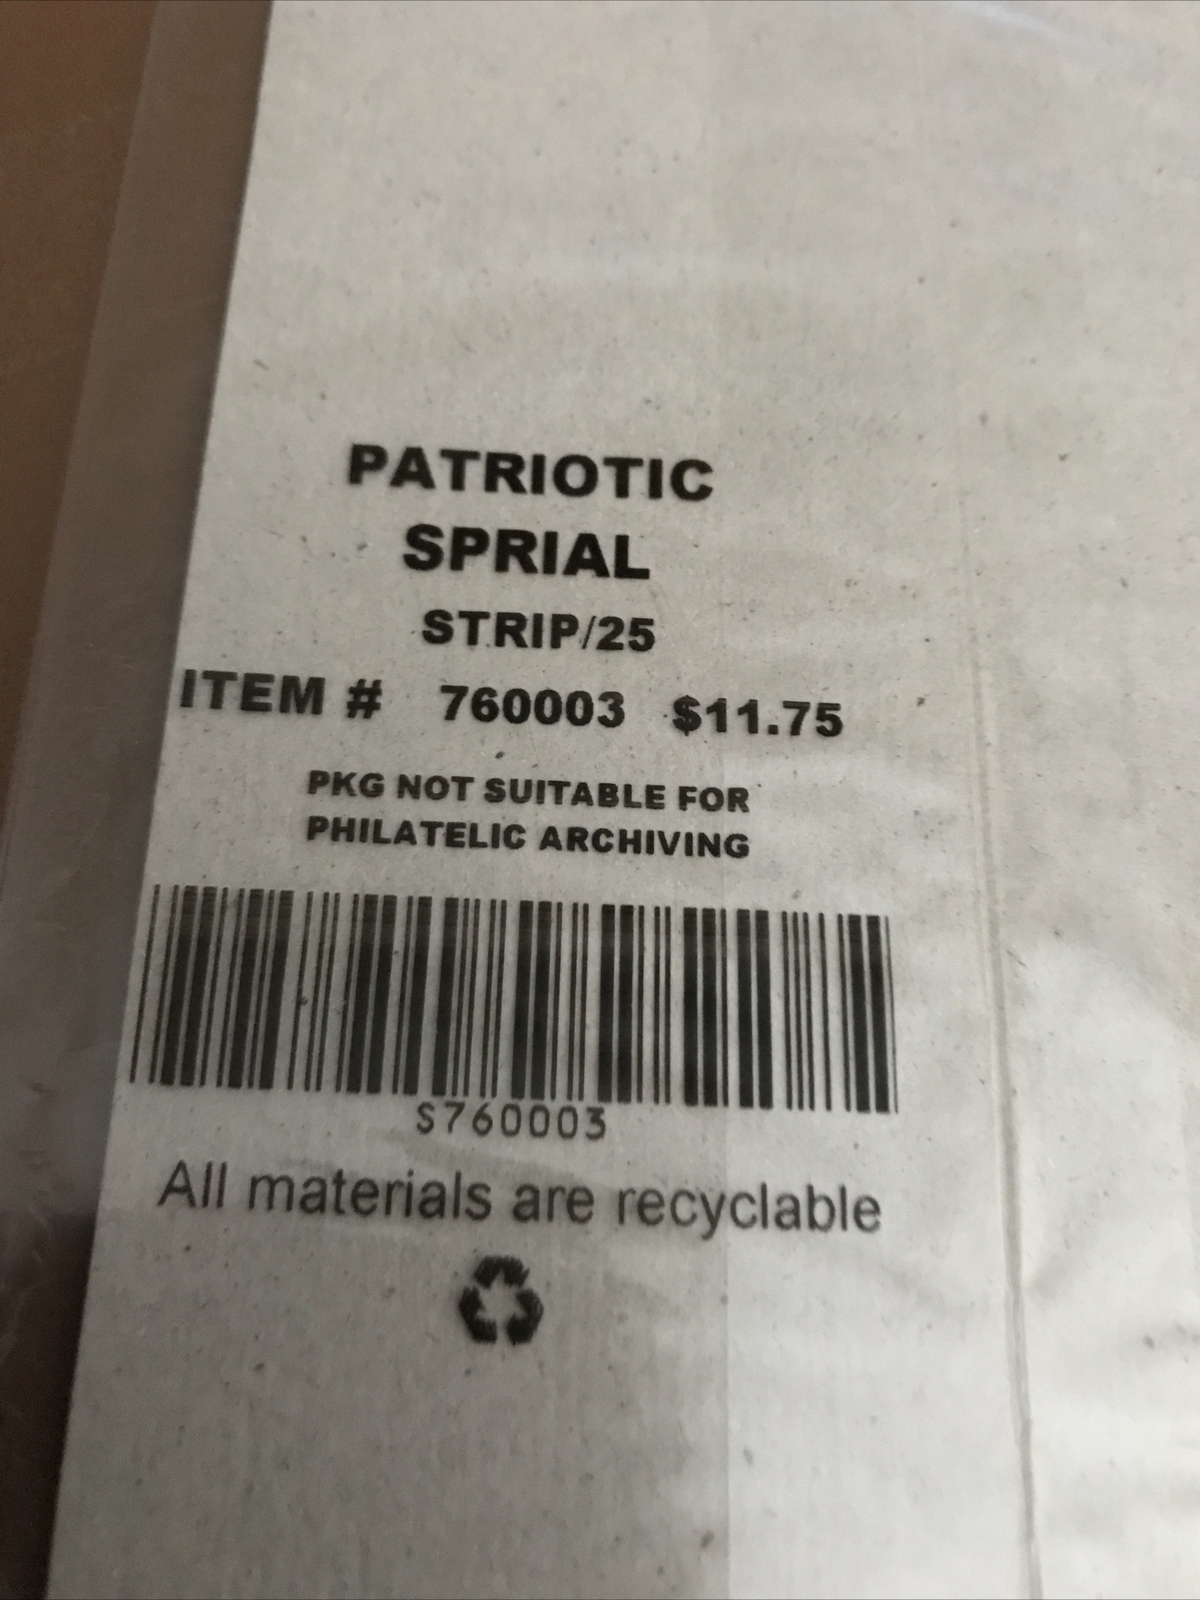 PATRIOTIC
SPRIAL
STRIP/25
ITEM # 760003 $11.75
PKG NOT SUITABLE FOR
PHILATELIC ARCHIVING
S760003
All materials are recyclable